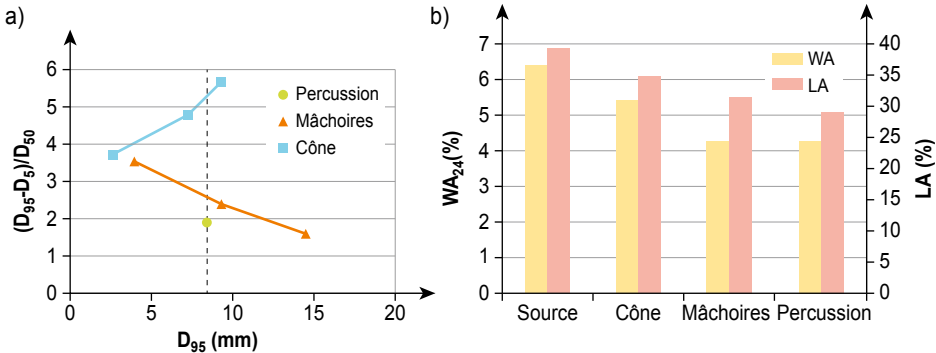 a)
(D95-D5)/D50
6
5
4
3
2
1
0
0 5 10 15 20
D95 (mm)
Percussion
Mâchoires
Cône
b)
WA24(%)
7
6
5
4
3
2
1
0
Source Cône Mâchoires Percussion
WA
LA
40
35
30
25
20
15
10
5
0
LA (%)